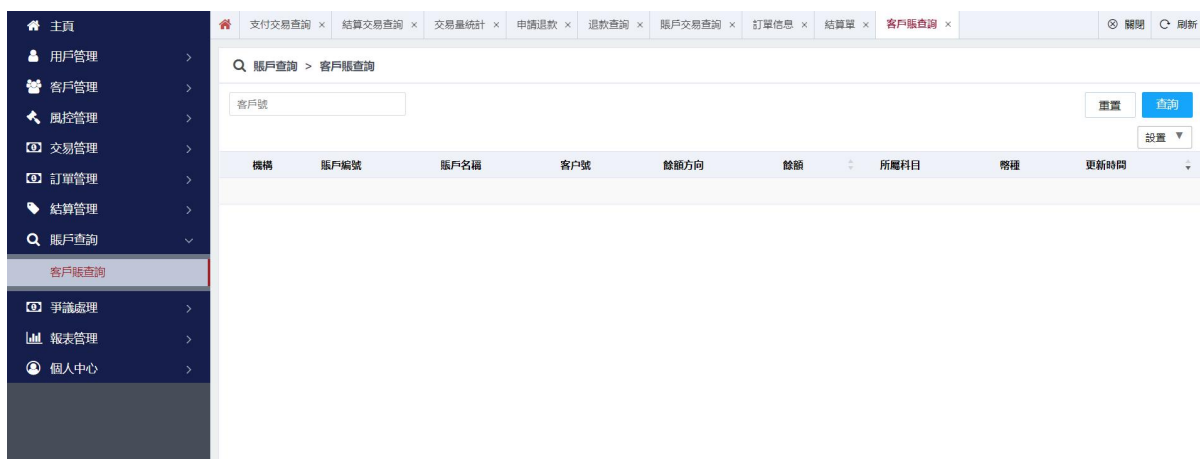 主頁
用戶管理
客戶管理
風控管理
交易管理
訂單管理
結算管理
賬戶查詢
客戶賬查詢
爭議處理
報表管理
個人中心
支付交易查詢 × 結算交易查詢 × 交易量統計 × 申請退款 × 退款查詢 × 賬戶交易查詢 × 訂單信息 × 結算單 × 客戶賬查詢 × 關閉 刷新
賬戶查詢 > 客戶賬查詢
客戶號 重置 查詢
設置 ▼
機構 賬戶編號 賬戶名稱 客户號 餘額方向 餘額 所屬科目 幣種 更新時間